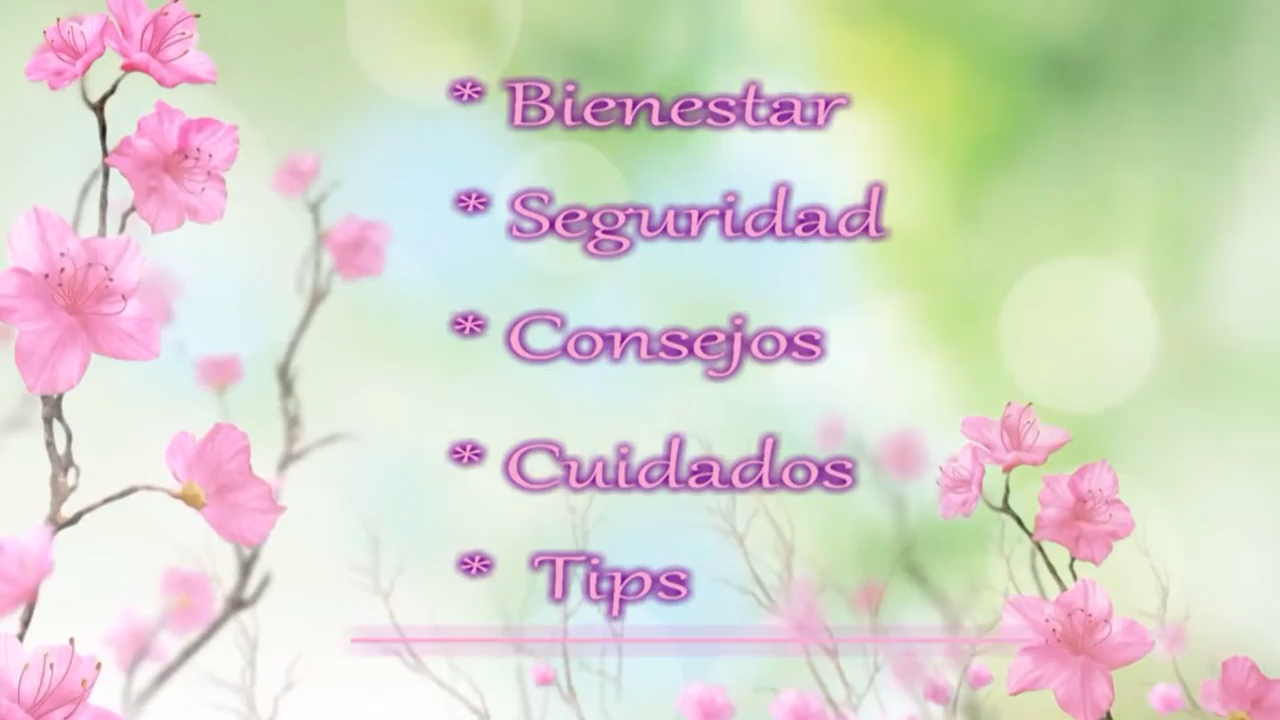 * Bienestar
* Seguridad
* Consejos
* Cuidados
* Tips